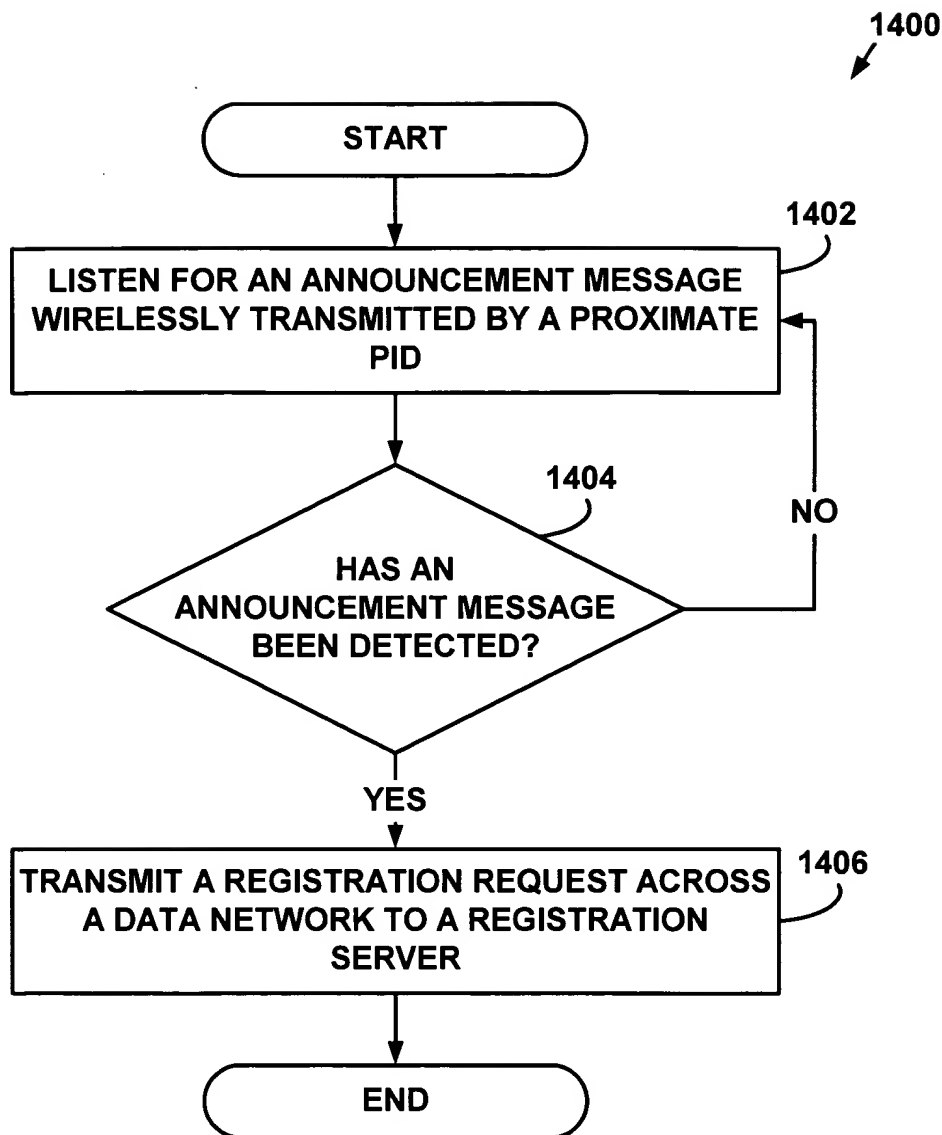 1400
START
1402
LISTEN FOR AN ANNOUNCEMENT MESSAGE
WIRELESSLY TRANSMITTED BY A PROXIMATE
PID
1404
HAS AN
ANNOUNCEMENT MESSAGE
BEEN DETECTED?
NO
YES
1406
TRANSMIT A REGISTRATION REQUEST ACROSS
A DATA NETWORK TO A REGISTRATION
SERVER
END